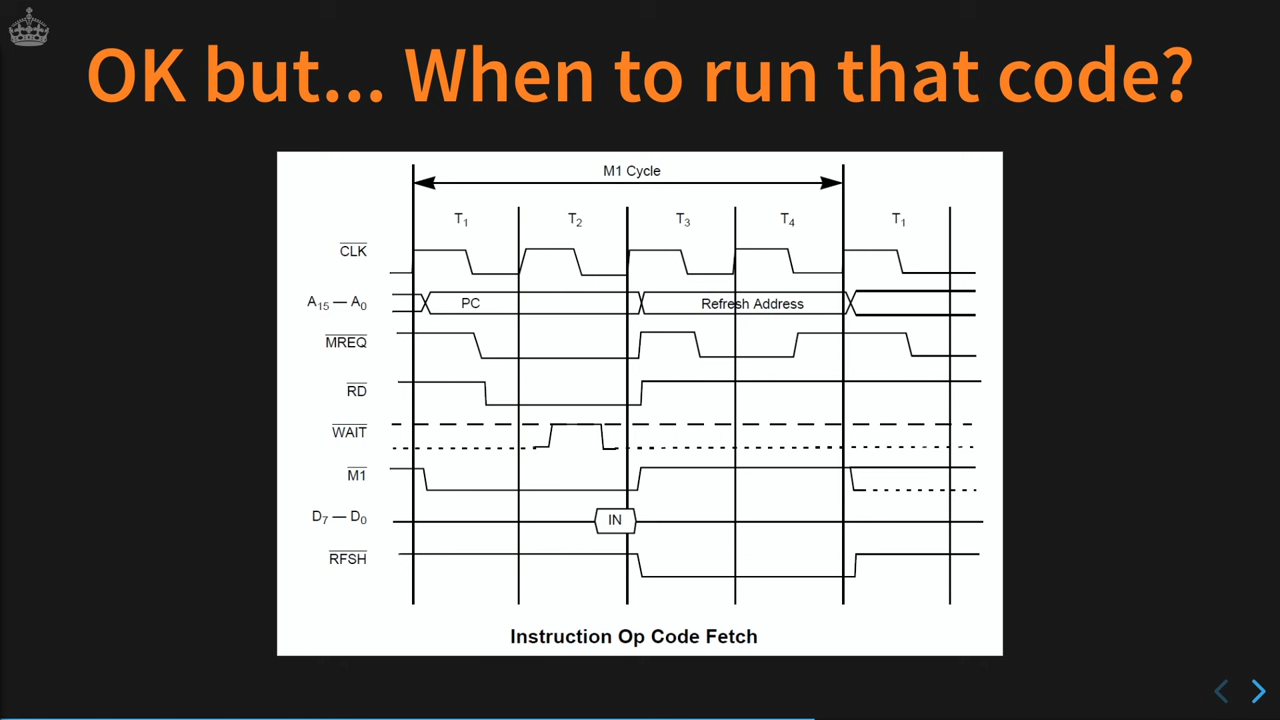 OK but... When to run that code?
M1 Cycle
T1 T2 T3 T4 T1
CLK
A15 — A0 PC Refresh Address
MREQ
RD
WAIT
M1
D7 — D0 IN
RFSH
Instruction Op Code Fetch